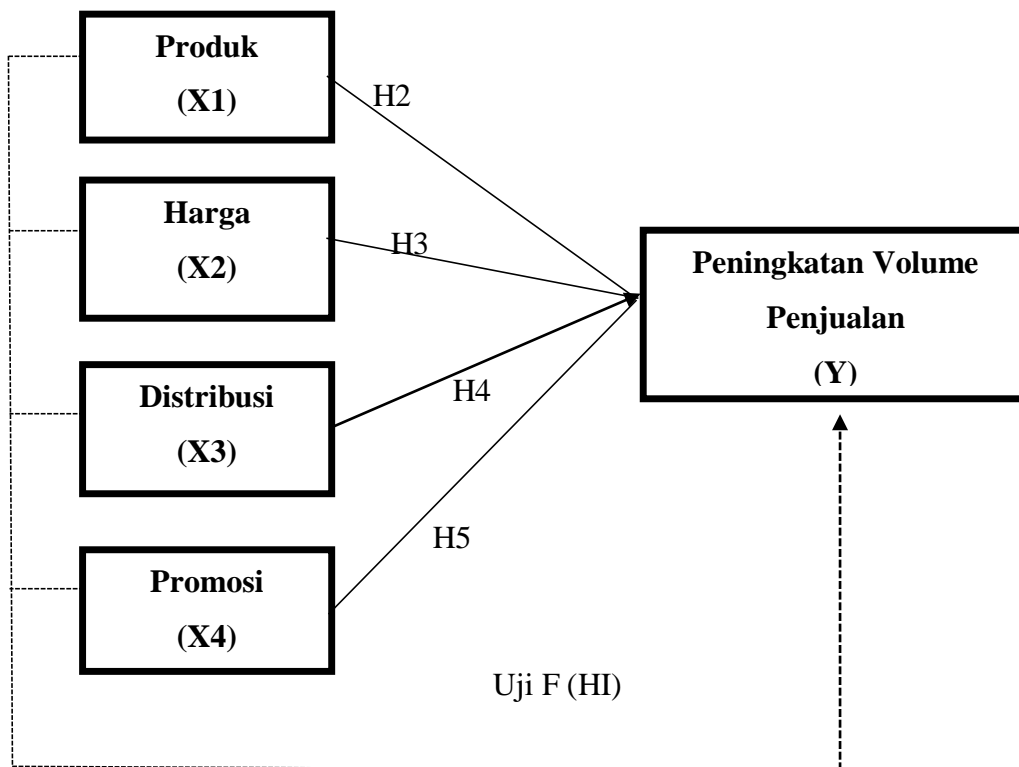 Produk
(X1)
H2
Harga
(X2)
H3
Peningkatan Volume
Penjualan
(Y)
Distribusi
(X3)
H4
H5
Promosi
(X4)
Uji F (HI)